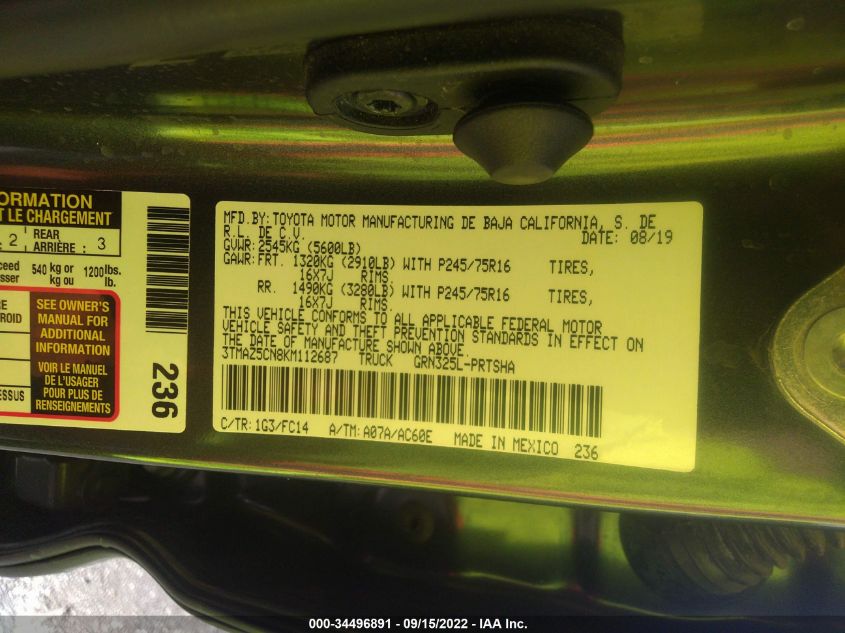 ORMATION
T LE CHARGEMENT
2 REAR ARRIÈRE : 3
540 kg or 1200 lbs.
kg ou
SEE OWNER'S
MANUAL FOR
ADDITIONAL
INFORMATION
VOIR LE MANUEL
DE L'USAGER
POUR PLUS DE
RENSEIGNEMENTS
236
MFD.BY:TOYOTA MOTOR MANUFACTURING DE BAJA CALIFORNIA, S. DE
R.L. DE C.V. DATE: 08/19
GVWR:2545KG (5600LB)
GAWR:FRT. 1320KG (2910LB) WITH P245/75R16 TIRES,
16X7J RIMS
RR. 1490KG (3280LB) WITH P245/75R16 TIRES,
16X7J RIMS
THIS VEHICLE CONFORMS TO ALL APPLICABLE FEDERAL MOTOR
VEHICLE SAFETY AND THEFT PREVENTION STANDARDS IN EFFECT ON
THE DATE OF MANUFACTURE SHOWN ABOVE.
3TMAZ5CN8KM112687 TRUCK GRN325L-PRTSHA
C/TR:1G3/FC14 A/TM:A07A/AC60E MADE IN MEXICO 236
000-34496891 - 09/15/2022 - IAA Inc.